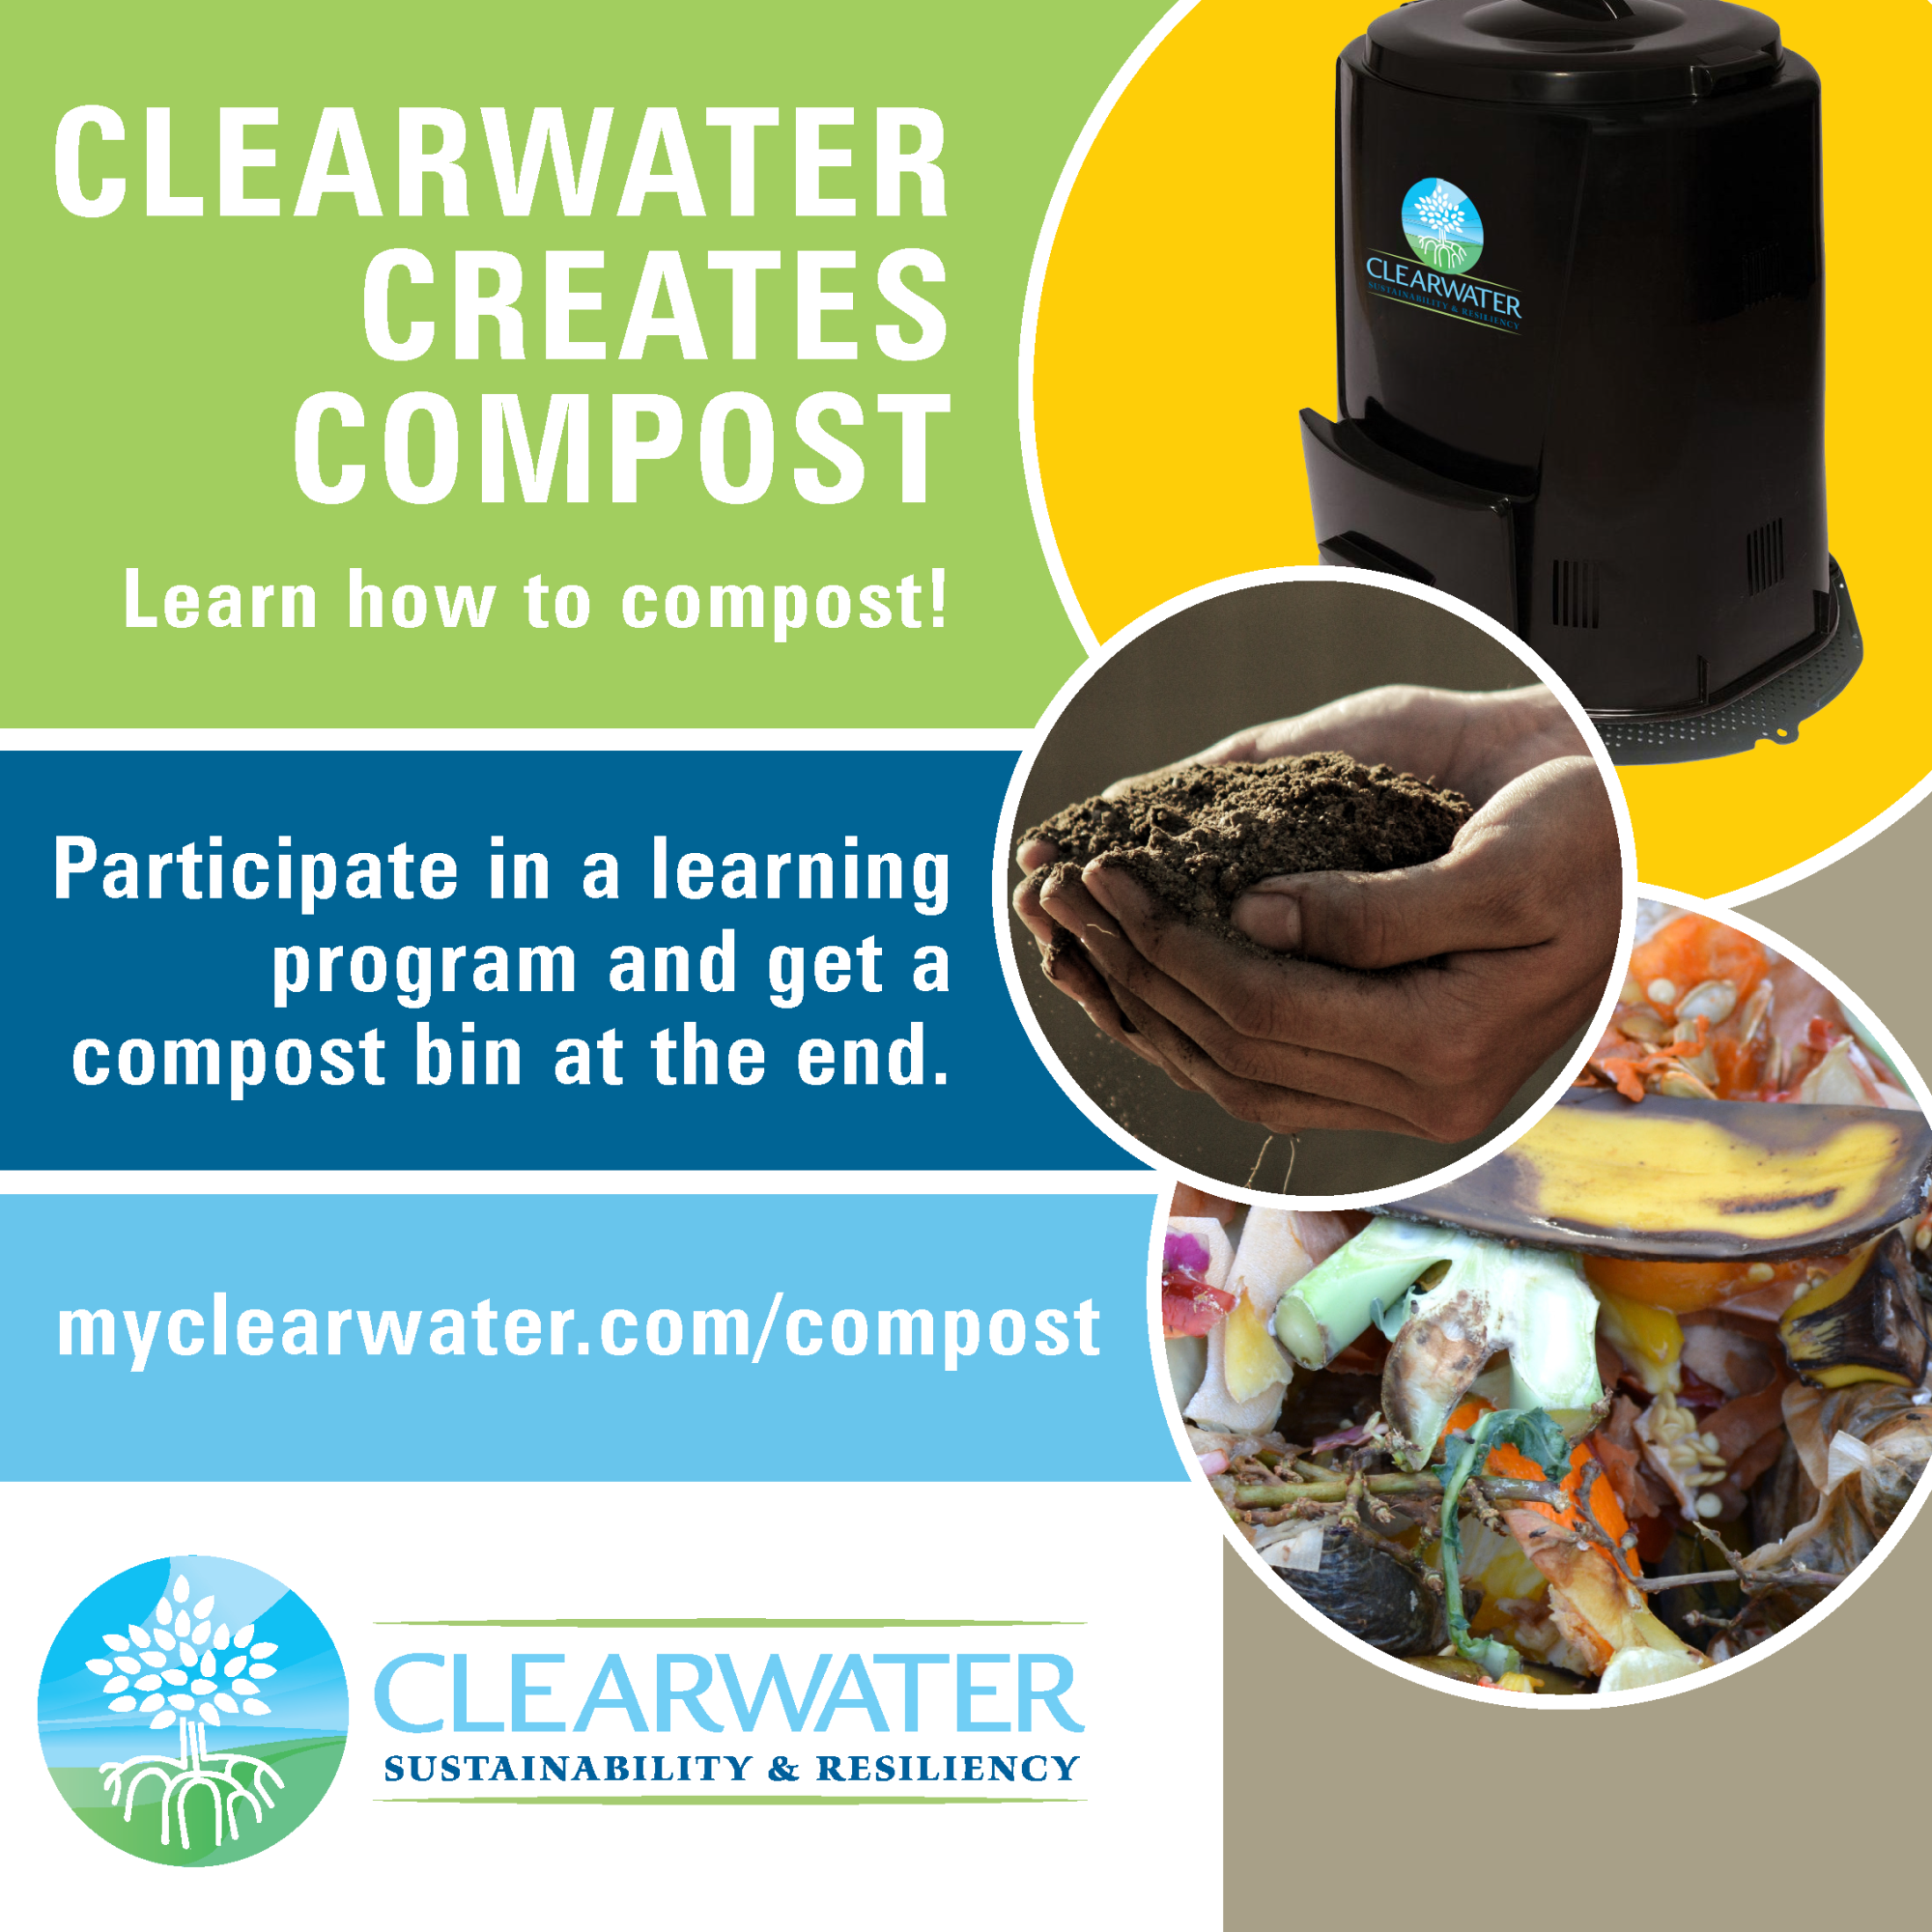 CLEARWATER
CREATES
COMPOST
Learn how to compost!
Participate in a learning
program and get a
compost bin at the end.
myclearwater.com/compost
CLEARWATER
SUSTAINABILITY & RESILIENCY
CLEARWATER
SUSTAINABILITY & RESILIENCY